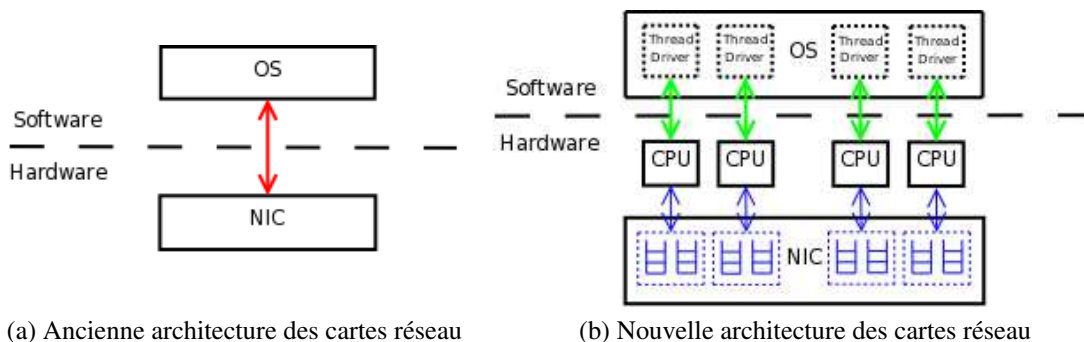 OS
Software
Hardware
NIC
(a) Ancienne architecture des cartes réseau
Thread Driver
Thread Driver
OS
Thread Driver
Thread Driver
Software
Hardware
CPU
CPU
CPU
CPU
NIC
(b) Nouvelle architecture des cartes réseau